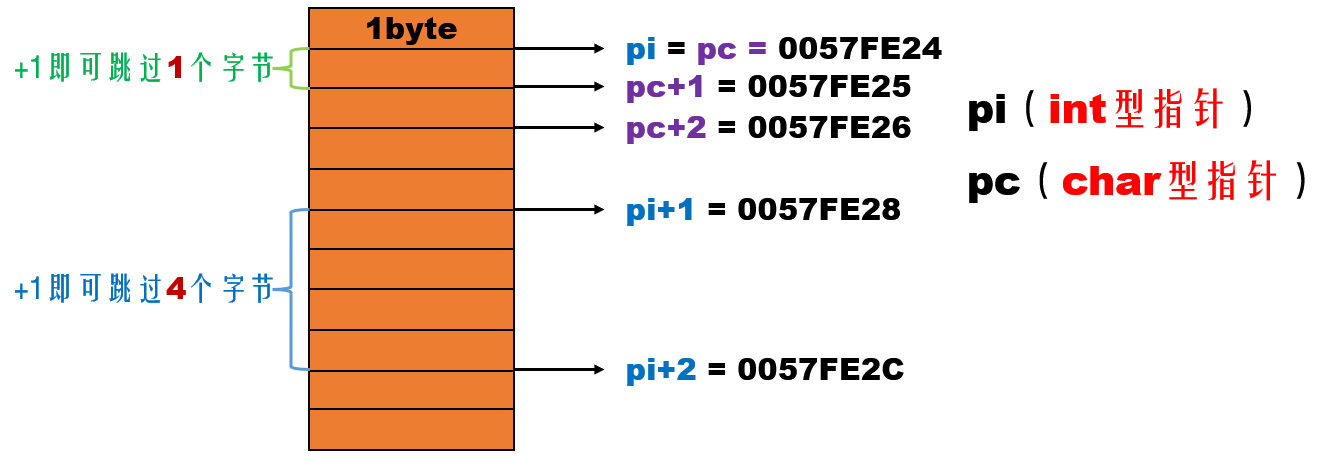 1byte
+1即可跳过1个字节
pi = pc = 0057FE24
pc+1 = 0057FE25
pc+2 = 0057FE26
pi（int型指针）
pc（char型指针）
pi+1 = 0057FE28
+1即可跳过4个字节
pi+2 = 0057FE2C